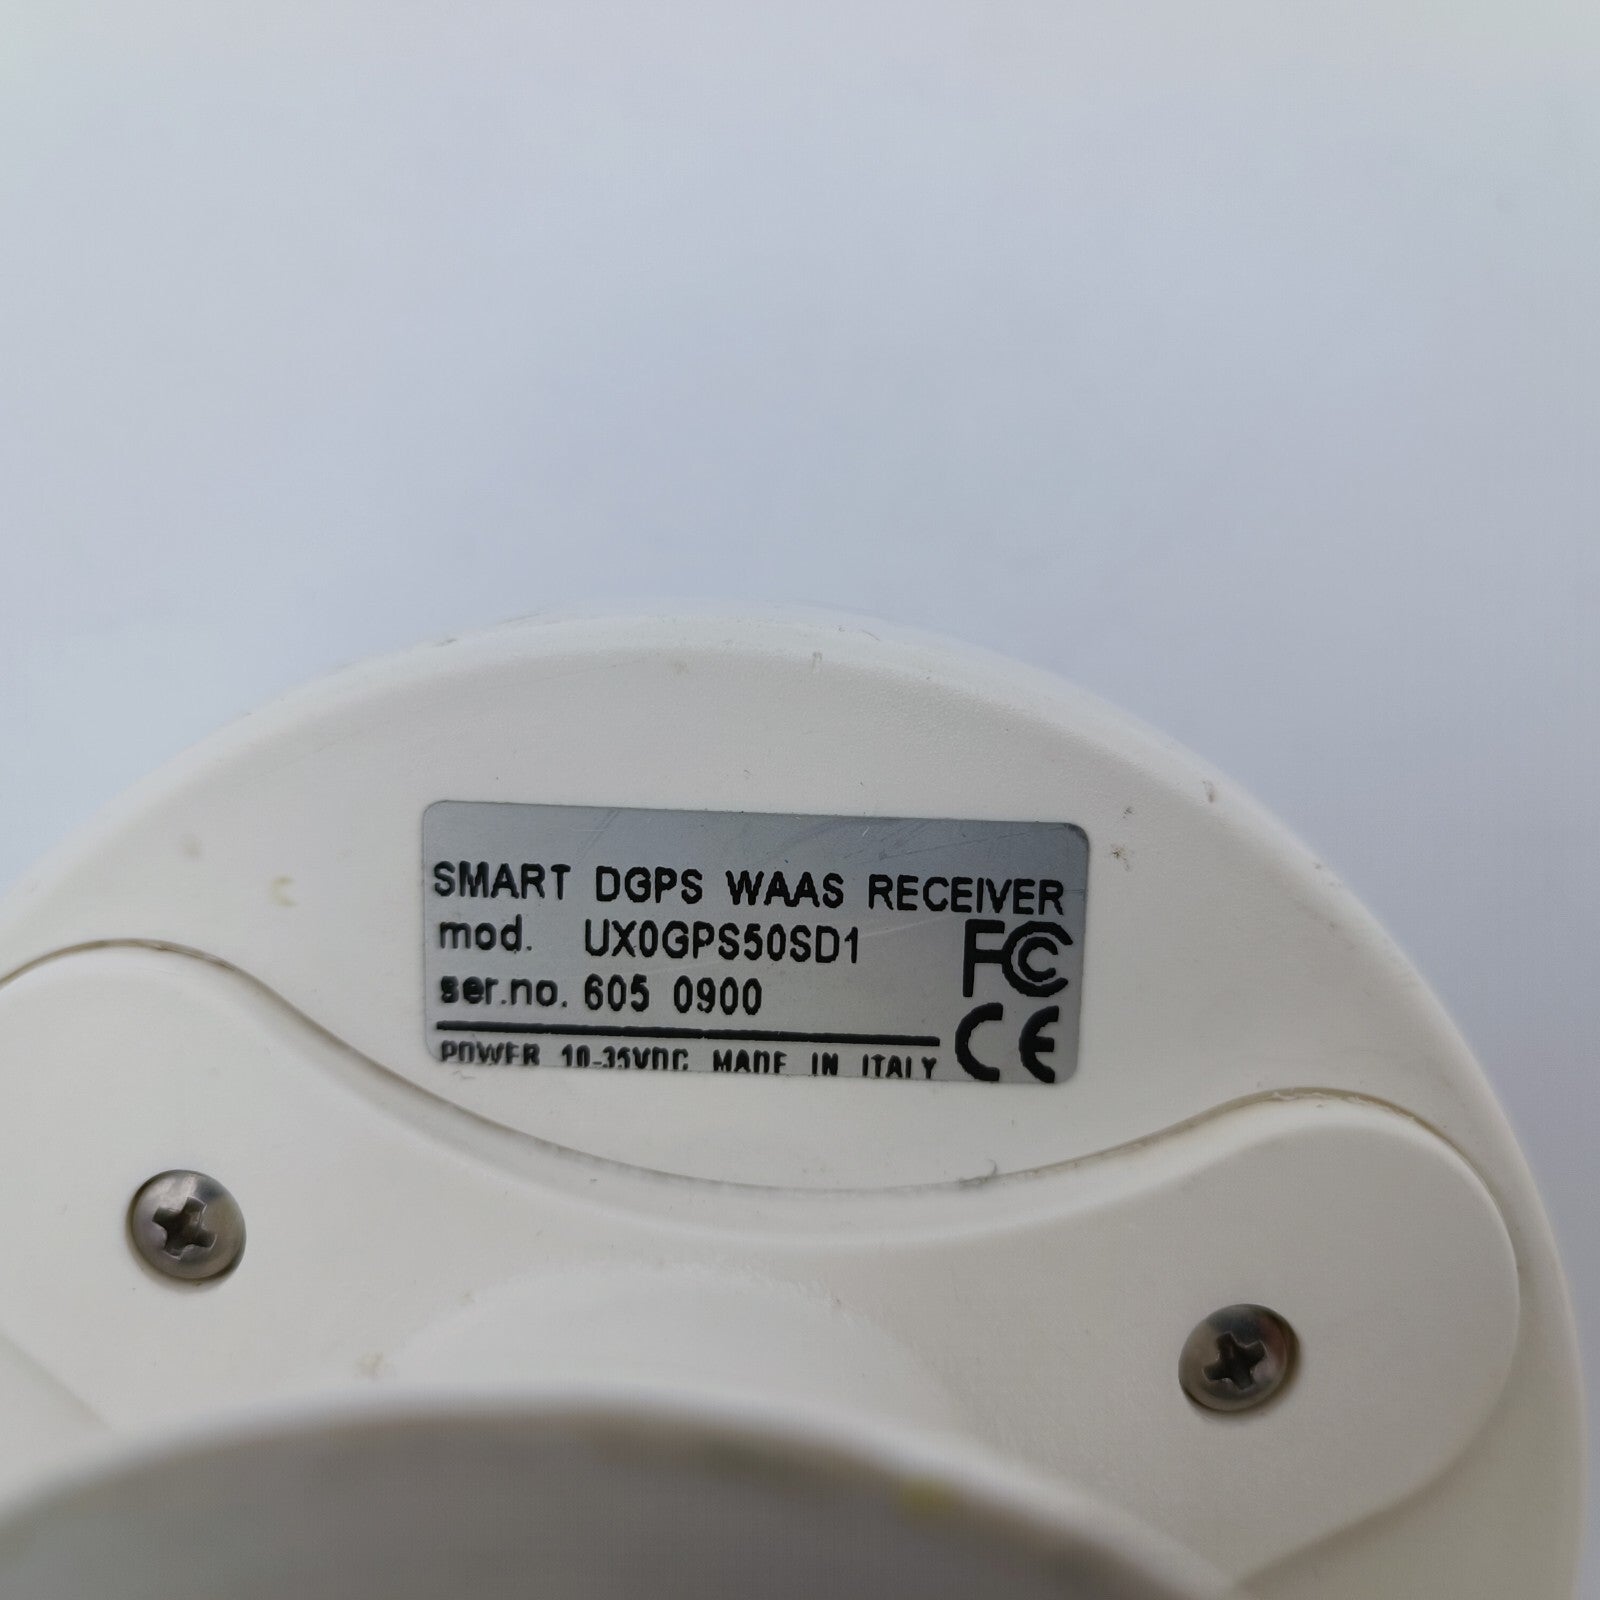 SMART DGPS WAAS RECEIVER
mod. UX0GPS50SD1
FC
ser.no. 605 0900
CE
POWER 10-35VDC MADE IN ITALY